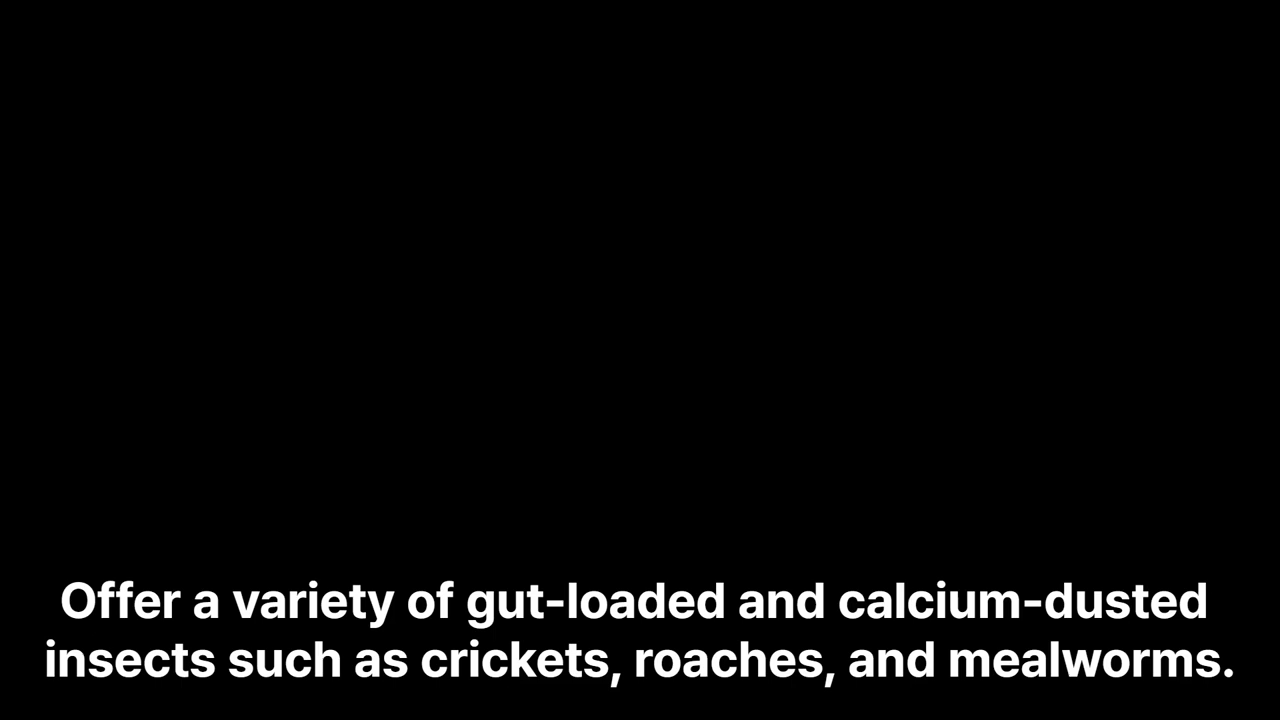 Offer a variety of gut-loaded and calcium-dusted
insects such as crickets, roaches, and mealworms.